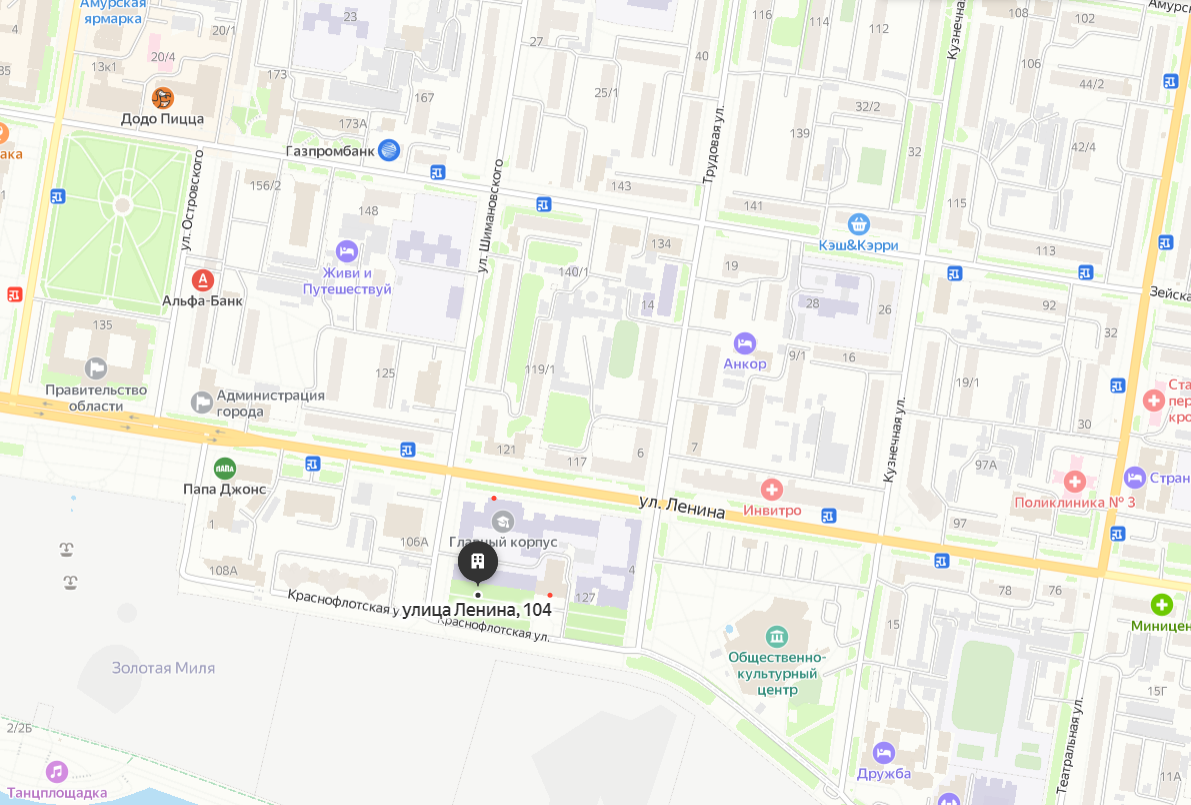 Амурская
ярмарка
23
116
114
112
Кузнечна
108
102
Амурс
4
20/1
27
40
106
20/4
13к1
173
44/2
35
25/1
167
32/2
Додо Пицца
173А
139
Трудовая ул.
42/4
ака
Газпромбанк
32
156/2
143
141
115
148
ул. Островского
ул. Шимановского
134
Кэш&Кэрри
113
Живи и
Путешествуй
140/1
19
Зейска
Альфа-Банк
14
28
26
92
135
32
Анкор
9/1
16
125
119/1
19/1
Правительство
области
Администрация
города
Ста
пер
кро
30
Кузнечная ул.
121
117
6
7
97А
Папа Джонс
Стран
Поликлиника № 3
ул. Ленина
Инвитро
1
97
106А
Главный корпус
108А
4
127
78
76
Краснофлотская у
улица Ленина, 104
Краснофлотская ул.
15
Миницен
Общественно-
культурный
центр
Золотая Миля
15Г
2/2Б
Театральная ул.
Дружба
11А
Танцплощадка